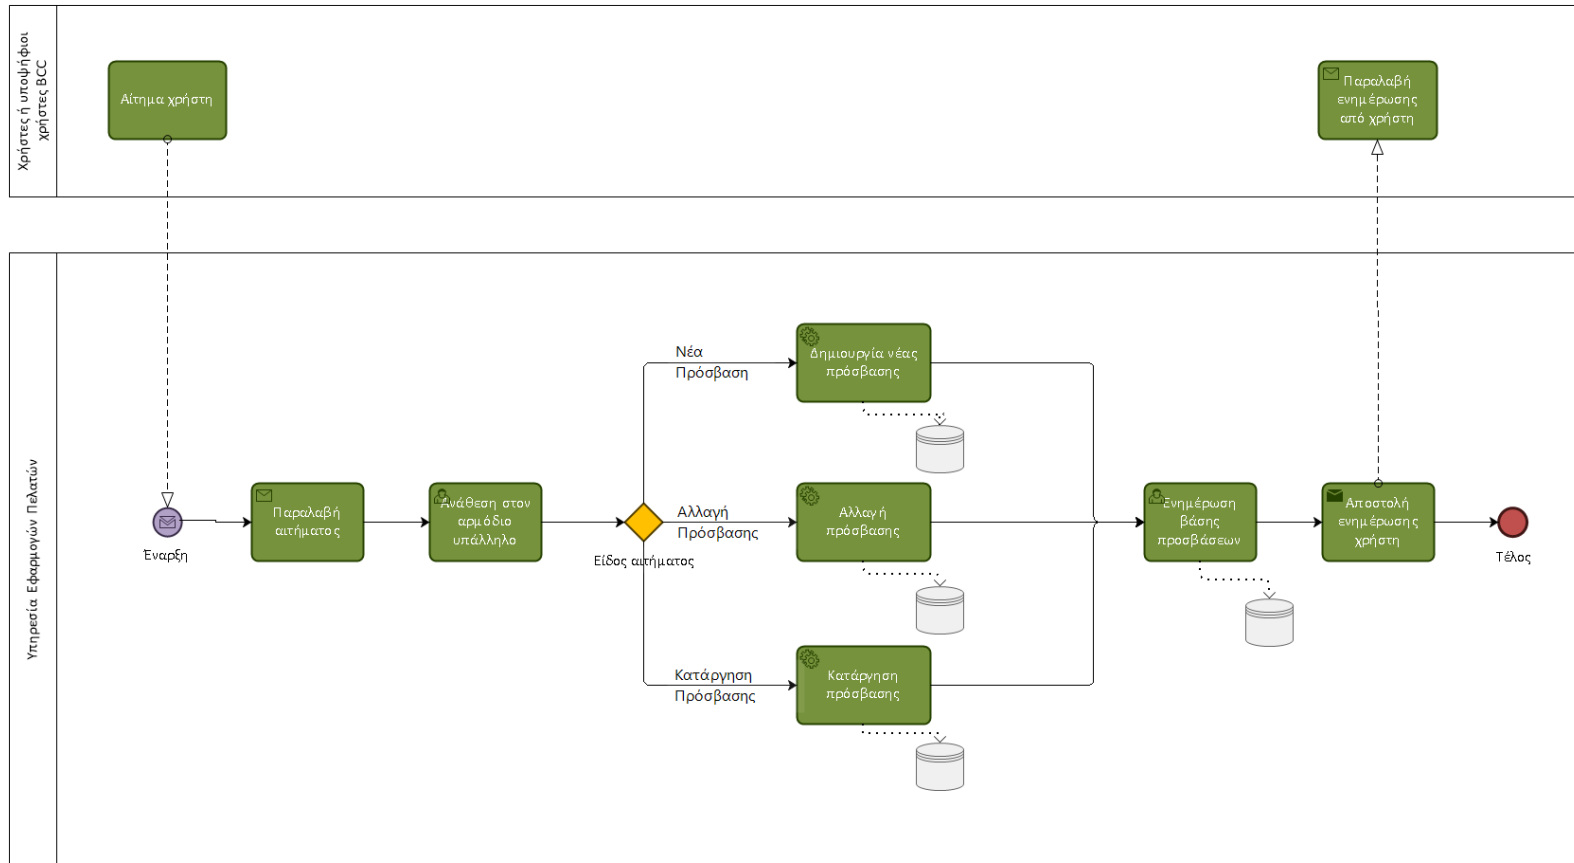 Χρήστες ή υποψήφιοι
χρήστες BCC
Αίτημα χρήστη
Παραλαβή
ενημέρωσης
από χρήστη
Υπηρεσία Εφαρμογών Πελατών
Έναρξη
Παραλαβή
αιτήματος
Ανάθεση στον
αρμόδιο
υπάλληλο
Είδος αιτήματος
Νέα
Πρόσβαση
Δημιουργία νέας
πρόσβασης
Αλλαγή
Πρόσβασης
Αλλαγή
πρόσβασης
Κατάργηση
Πρόσβασης
Κατάργηση
πρόσβασης
Ενημέρωση
βάσης
προσβάσεων
Αποστολή
ενημέρωσης
χρήστη
Τέλος